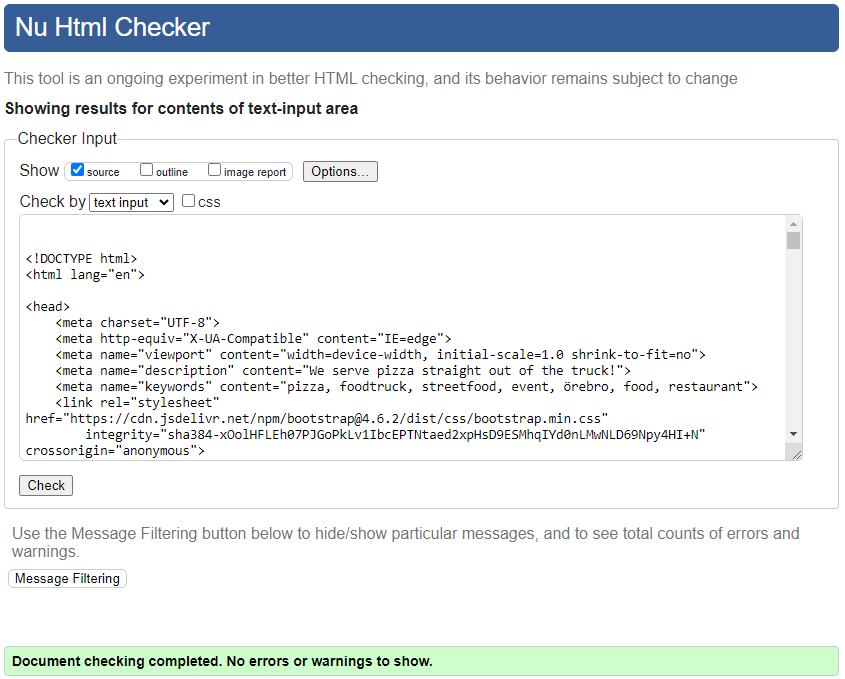 Nu Html Checker
This tool is an ongoing experiment in better HTML checking, and its behavior remains subject to change
Showing results for contents of text-input area
Checker Input
Show source outline image report Options...
Check by text input css
<!DOCTYPE html>
<html lang="en">
<head>
<meta charset="UTF-8">
<meta http-equiv="X-UA-Compatible" content="IE=edge">
<meta name="viewport" content="width=device-width, initial-scale=1.0 shrink-to-fit=no">
<meta name="description" content="We serve pizza straight out of the truck!">
<meta name="keywords" content="pizza, foodtruck, streetfood, event, örebro, food, restaurant">
<link rel="stylesheet"
href="https://cdn.jsdelivr.net/npm/bootstrap@4.6.2/dist/css/bootstrap.min.css"
integrity="sha384-xOolHFLEh07PJGoPkLv1IbcEPTNtaed2xpHsD9ESMhqIYd0nLMwNLD69Npy4HI+N"
crossorigin="anonymous">
Check
Use the Message Filtering button below to hide/show particular messages, and to see total counts of errors and
warnings.
Message Filtering
Document checking completed. No errors or warnings to show.